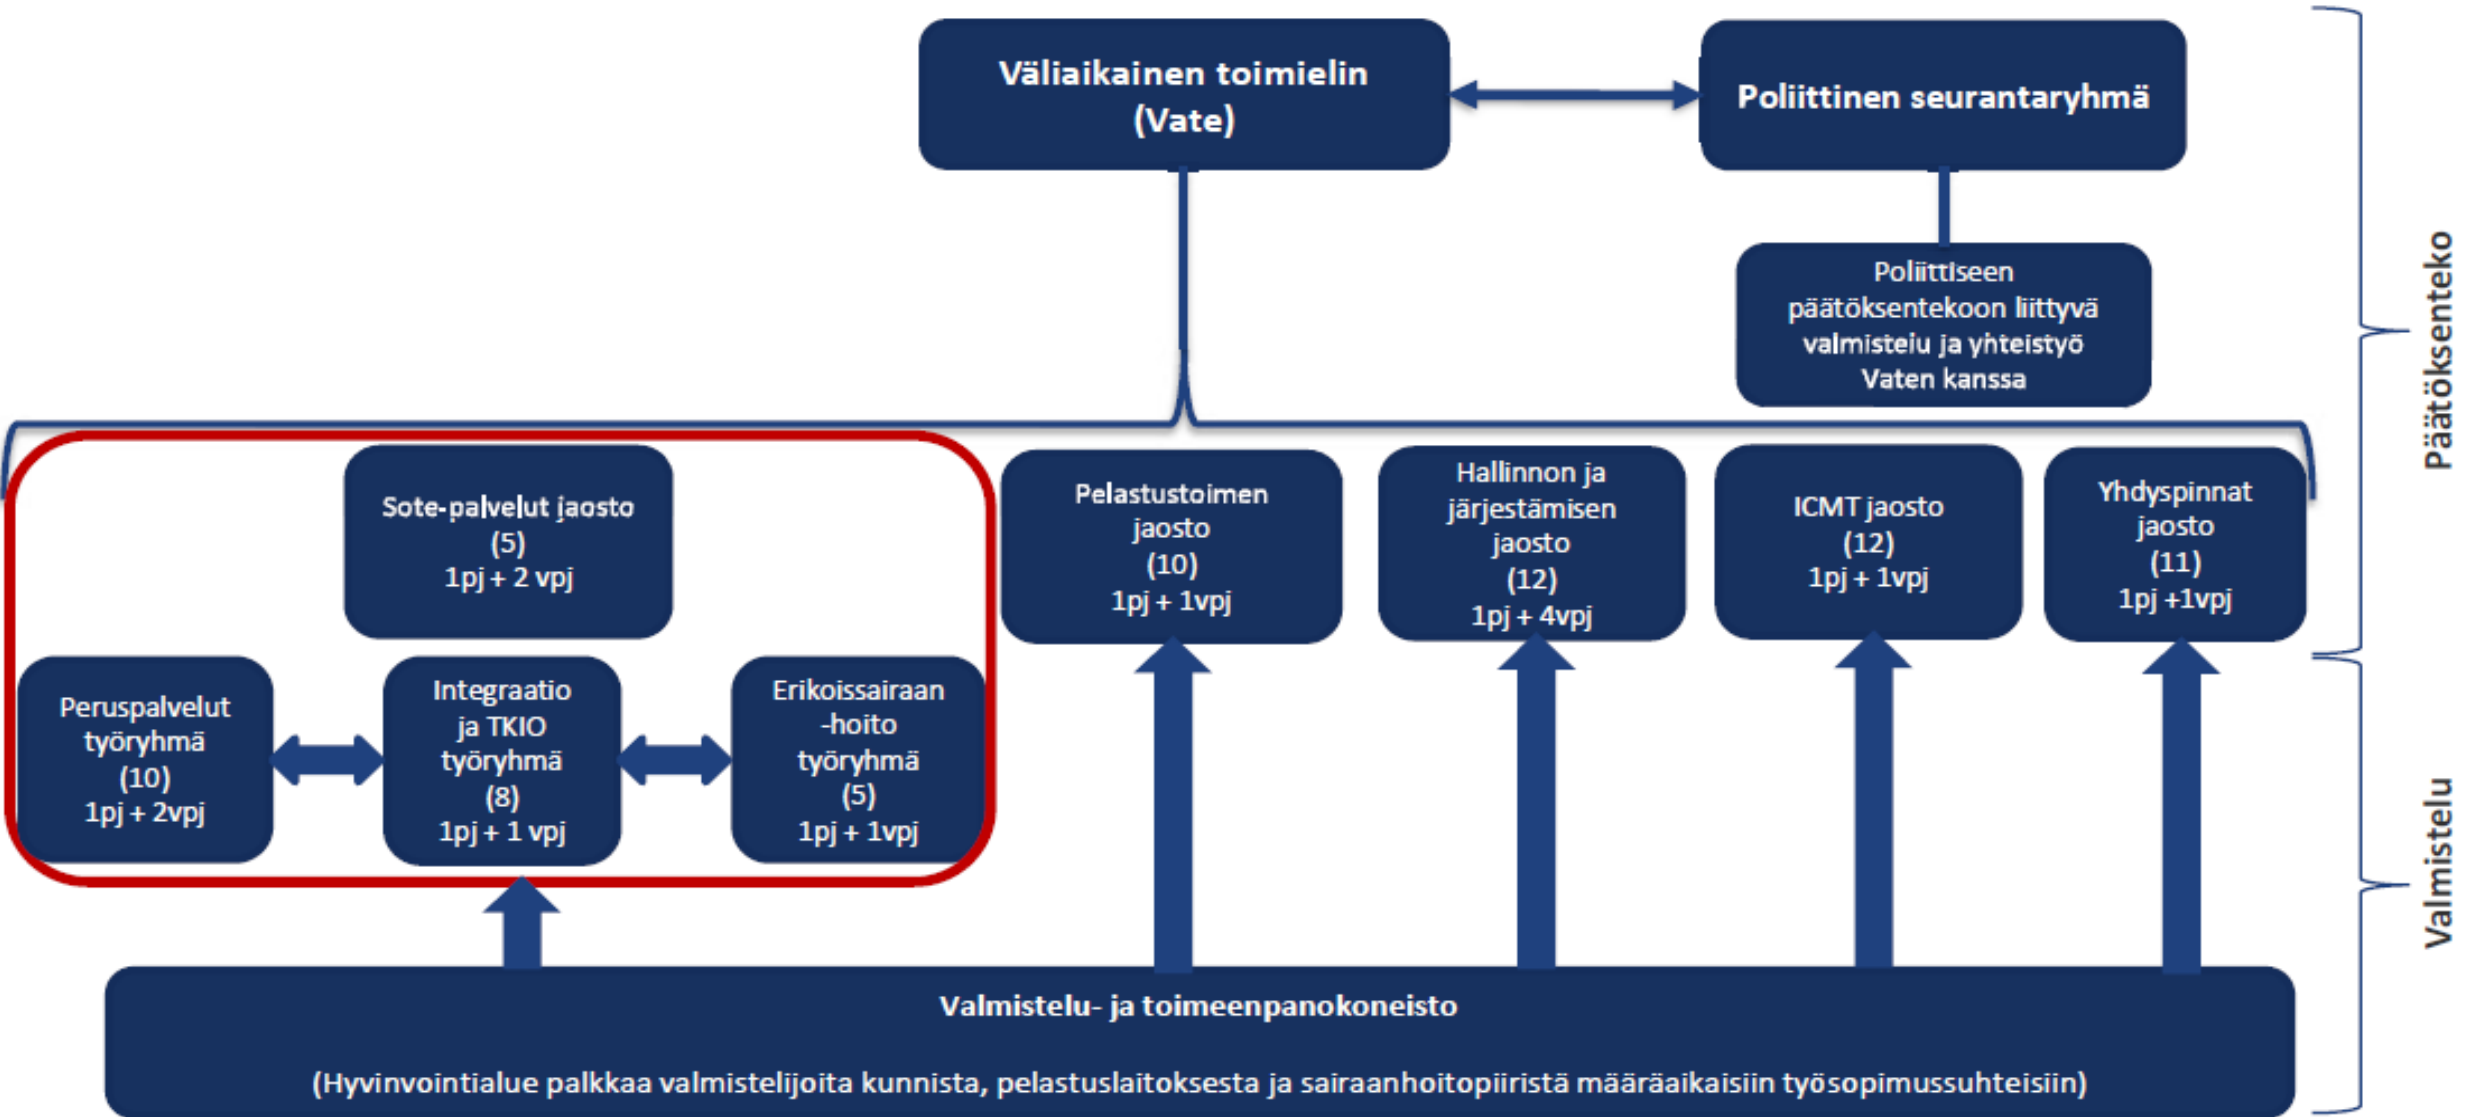 Väliaikainen toimielin
(Vate)
Poliittinen seurantaryhmä
Poliittiseen
päätöksentekoon liittyvä
valmistelu ja yhteistyö
Vaten kanssa
Päätöksenteko
Sote-palvelut jaosto
(5)
1pj + 2 vpj
Pelastustoimen
jaosto
(10)
1pj + 1vpj
Hallinnon ja
järjestämisen
jaosto
(12)
1pj + 4vpj
ICMT jaosto
(12)
1pj + 1vpj
Yhdyspinnat
jaosto
(11)
1pj +1vpj
Peruspalvelut
työryhmä
(10)
1pj + 2vpj
Integraatio
ja TKIO
työryhmä
(8)
1pj + 1 vpj
Erikoissairaan
-hoito
työryhmä
(5)
1pj + 1vpj
Valmistelu
Valmistelu- ja toimeenpanokoneisto
(Hyvinvointialue palkkaa valmistelijoita kunnista, pelastuslaitoksesta ja sairaanhoitopiiristä määräaikaisiin työsopimussuhteisiin)